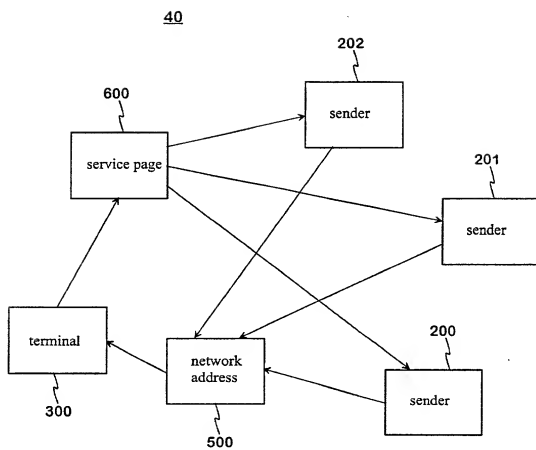 40
202
600
sender
service page
201
sender
terminal
network
address
200
sender
300
500